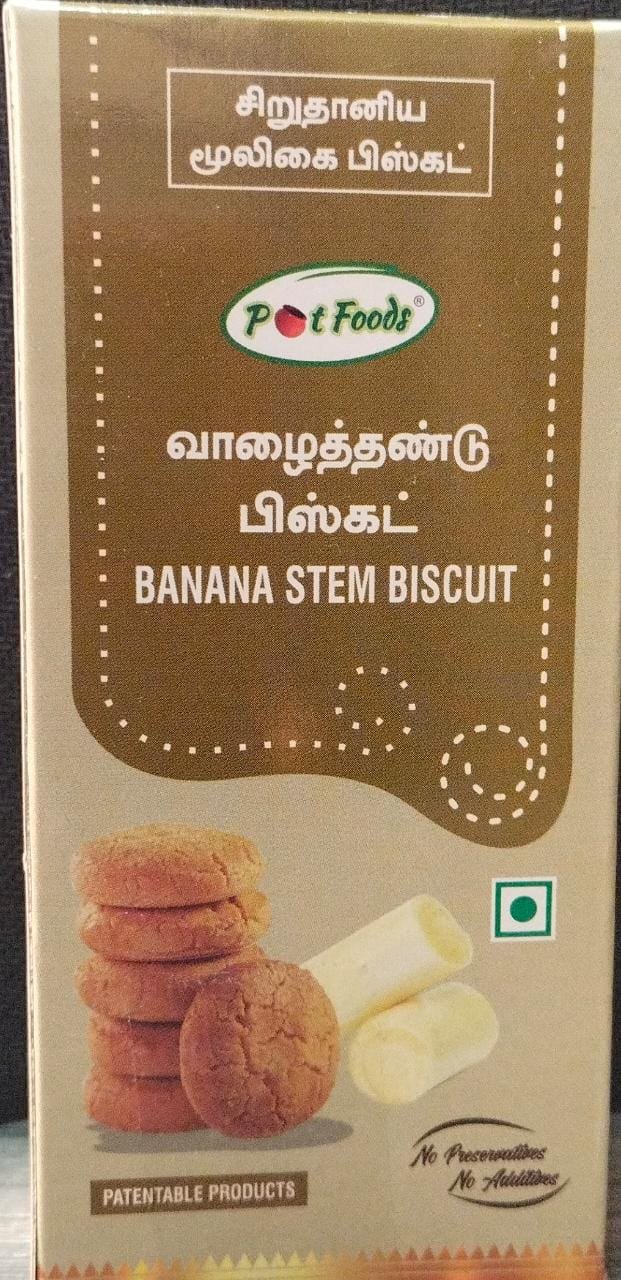 சிறுதானிய
மூலிகை பிஸ்கட்
Pot Foods®
வாழைத்தண்டு
பிஸ்கட்
BANANA STEM BISCUIT
No Preservatives
No Additives
PATENTABLE PRODUCTS